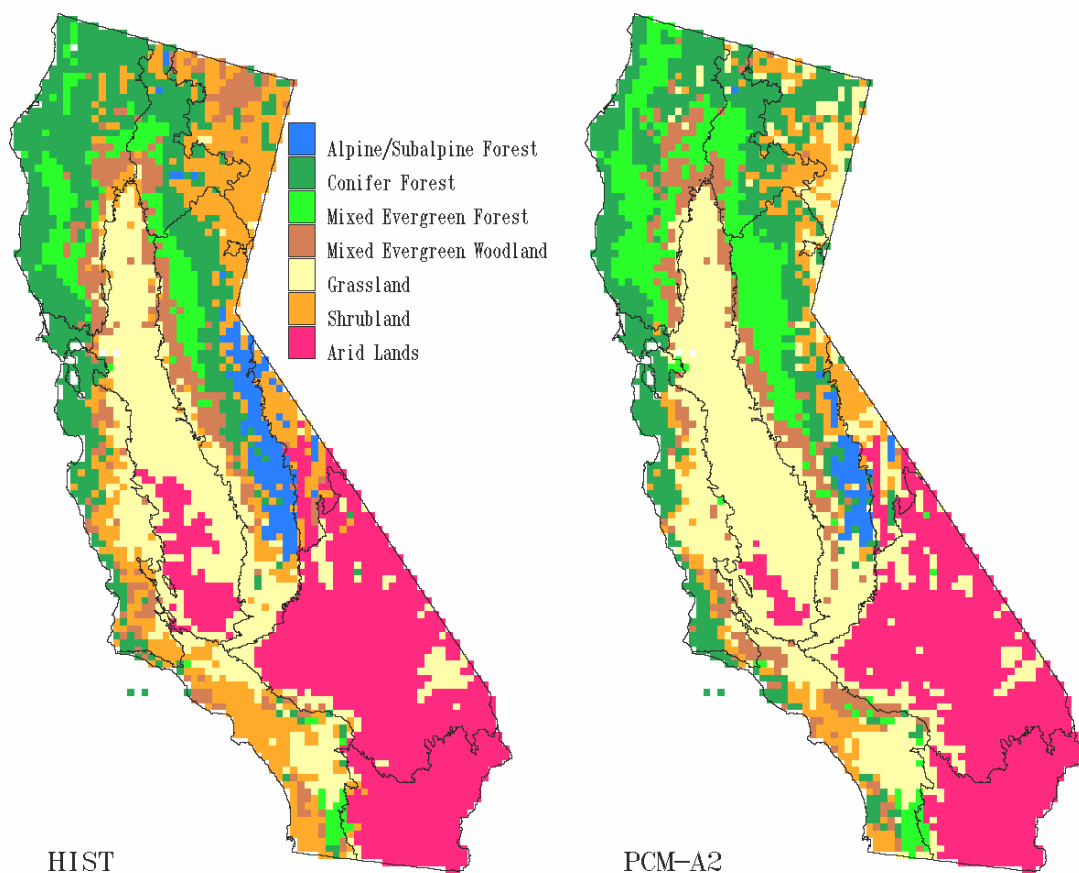 Alpine/Subalpine Forest
Conifer Forest
Mixed Evergreen Forest
Mixed Evergreen Woodland
Grassland
Shrubland
Arid Lands
HIST
PCM-A2